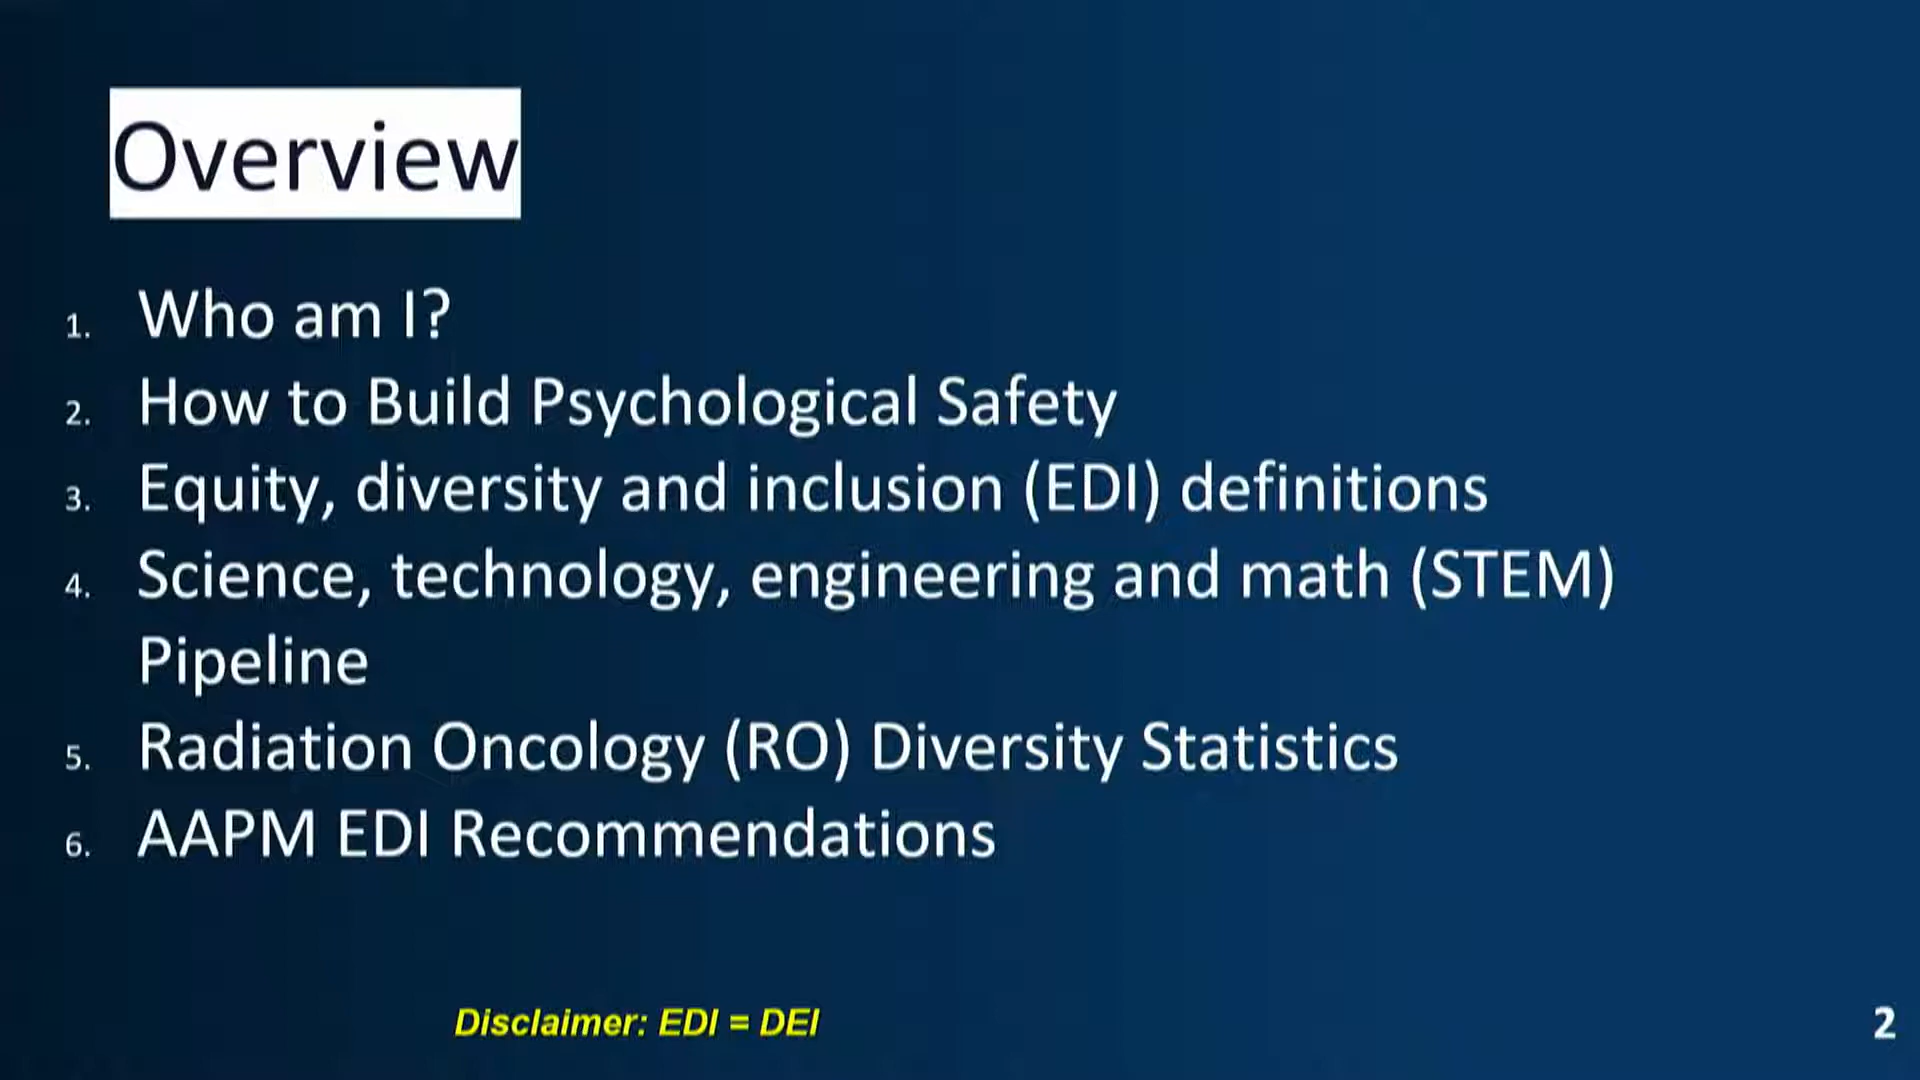 Overview
1. Who am I?
2. How to Build Psychological Safety
3. Equity, diversity and inclusion (EDI) definitions
4. Science, technology, engineering and math (STEM)
Pipeline
5. Radiation Oncology (RO) Diversity Statistics
6. AAPM EDI Recommendations
Disclaimer: EDI = DEI
2